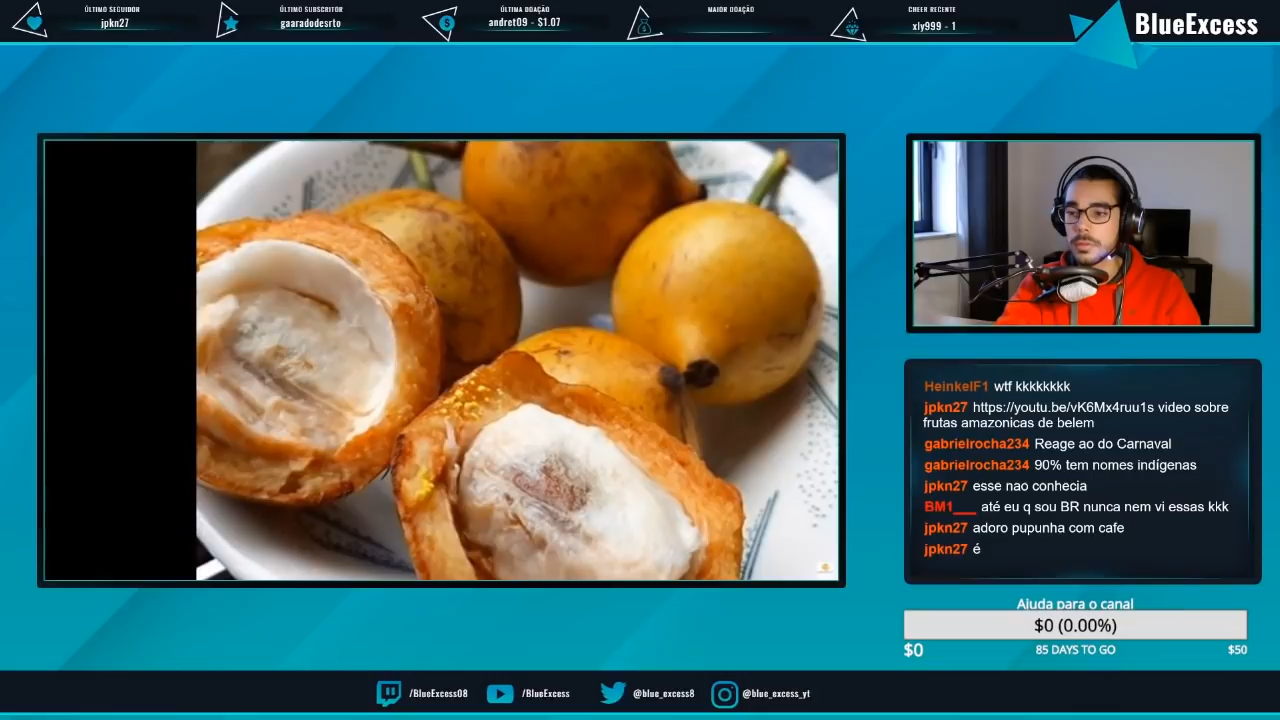 ÚLTIMO SEGUIDOR
jpkn27
ÚLTIMO SUBSCRITOR
gaaradodesrto
ÚLTIMA DOAÇÃO
andret09 - $1.07
MAIOR DOAÇÃO
CHEER RECENTE
xly999 - 1
BlueExcess
HeinkelF1 wtf kkkkkkkk
jpkn27 https://youtu.be/vK6Mx4ruu1s video sobre
frutas amazonicas de belem
gabrielrocha234 Reage ao do Carnaval
gabrielrocha234 90% tem nomes indígenas
jpkn27 esse nao conhecia
BM1___ até eu q sou BR nunca nem vi essas kkk
jpkn27 adoro pupunha com cafe
jpkn27 é
Ajuda para o canal
$0 (0.00%)
$0 85 DAYS TO GO $50
/BlueExcess08 /BlueExcess @blue_excess8 @blue_excess_yt